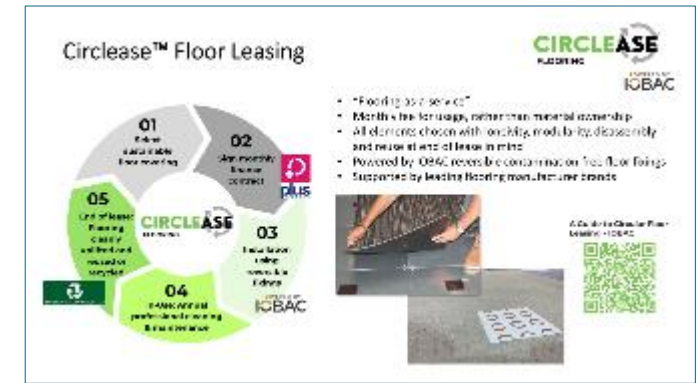 Circlease™ Floor Leasing
CIRCLEASE
FLOORING
IOBAC
• "Flooring as a service"
• Monthly fee for usage, rather than material ownership
• All elements chosen with longivity, modularity, disassembly
and reuse at end of lease in mind
• Powered by IOBAC reversible contamination-free floor fixings
• Supported by leading flooring manufacturer brands
01
Select
sustainable
floor covering
02
Sign monthly
finance
contract
plus
03
Installation
using
reversible
fixings
IOBAC
04
Annual
professional cleaning
& maintenance
05
End of lease:
Flooring
cleanly
uplifted and
reused or
recycled
CIRCLEASE
FLOORING
A Guide to Circular Floor
Leasing - IOBAC